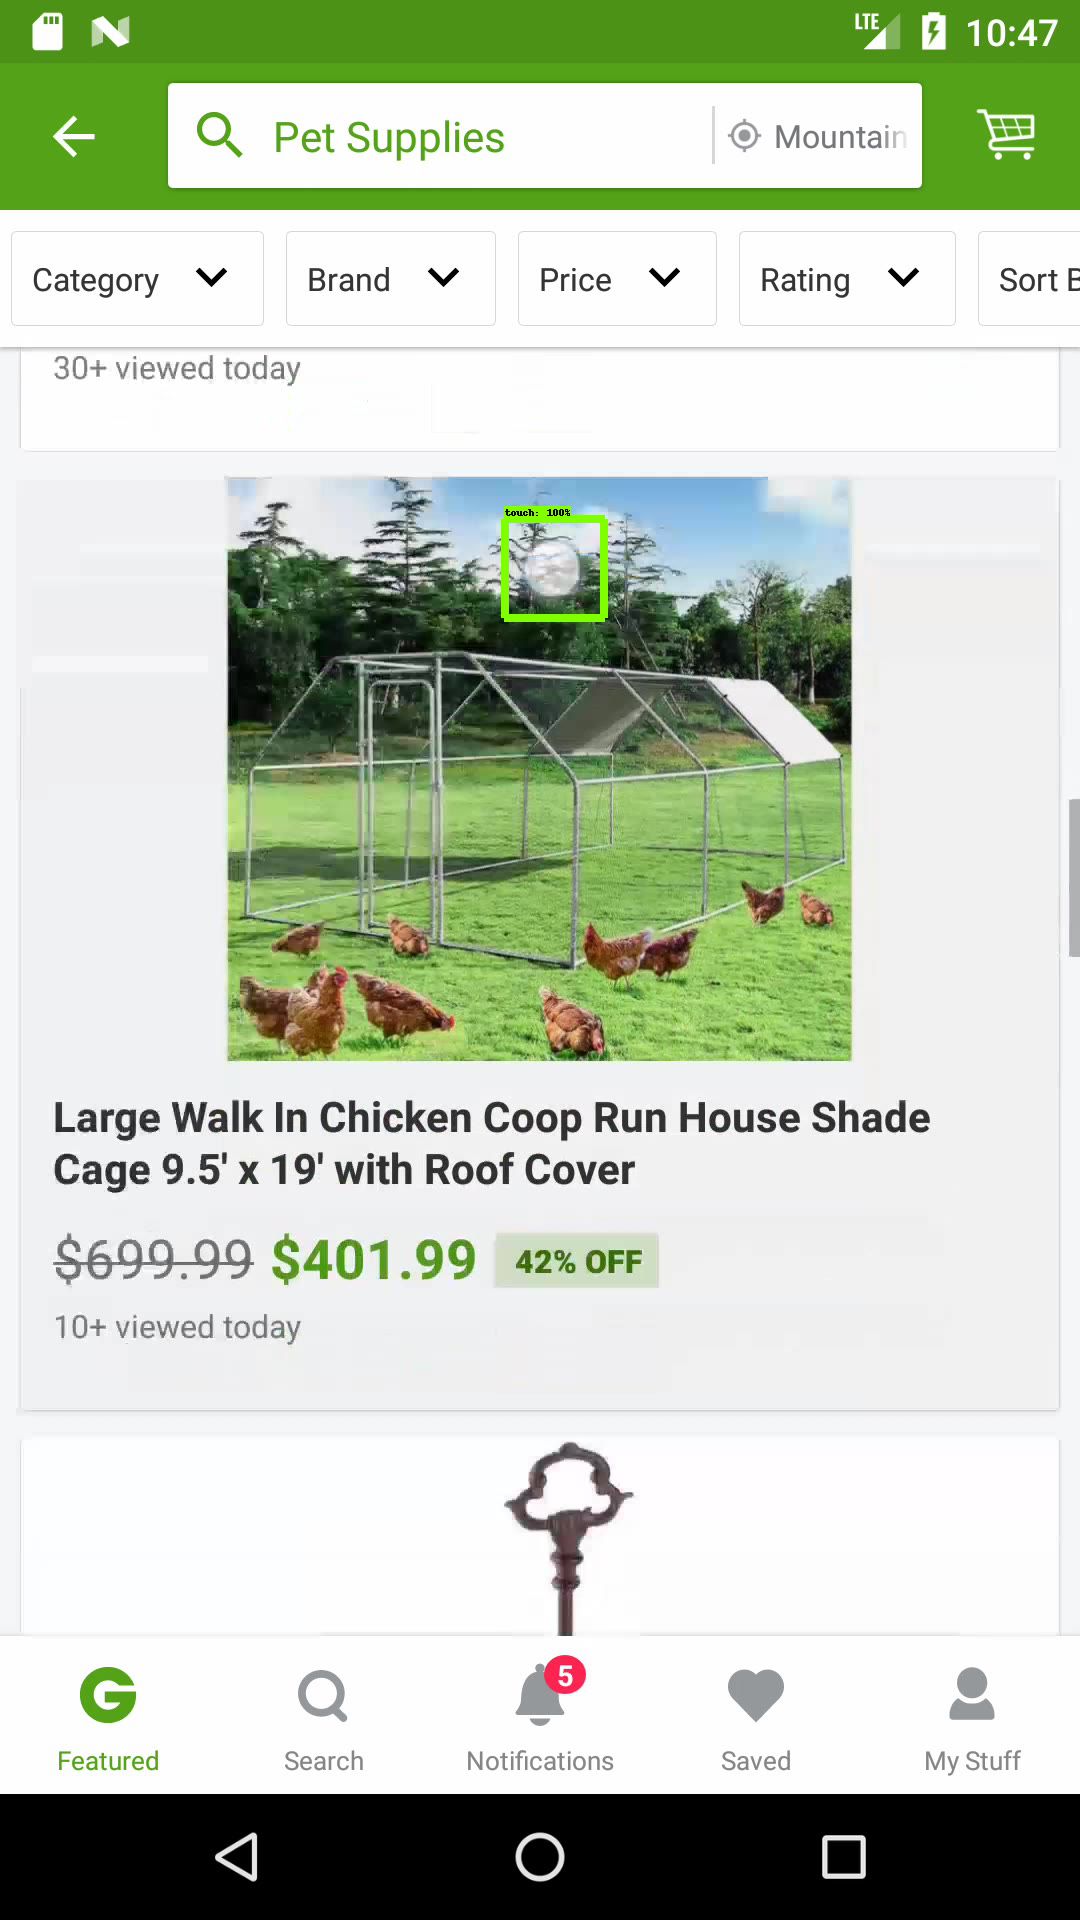 LTE 10:47
Pet Supplies Mountain
Category Brand Price Rating Sort B
30+ viewed today
touch: 100%
Large Walk In Chicken Coop Run House Shade
Cage 9.5' x 19' with Roof Cover
$699.99 $401.99 42% OFF
10+ viewed today
5
Featured Search Notifications Saved My Stuff